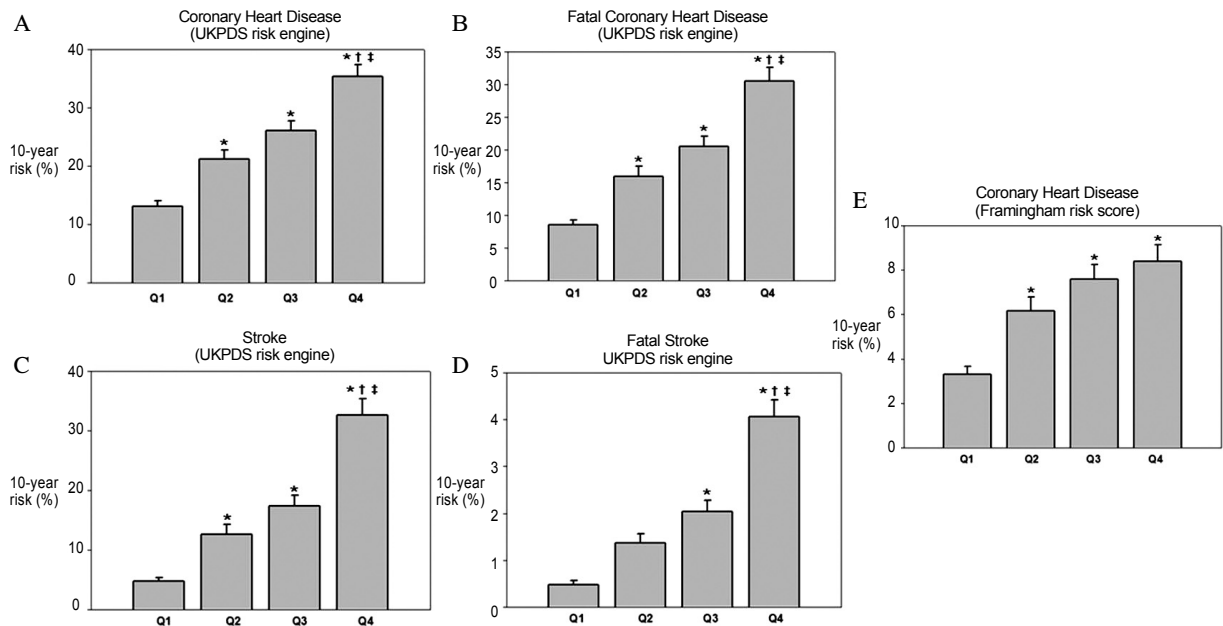 A
Coronary Heart Disease
(UKPDS risk engine)
40
30
20
10
0
10-year
risk (%)
*
*
* † ‡
Q1 Q2 Q3 Q4
B
Fatal Coronary Heart Disease
(UKPDS risk engine)
35
30
25
20
15
10
5
0
10-year
risk (%)
*
*
* † ‡
Q1 Q2 Q3 Q4
C
Stroke
(UKPDS risk engine)
40
30
20
10
0
10-year
risk (%)
*
*
* † ‡
Q1 Q2 Q3 Q4
D
Fatal Stroke
UKPDS risk engine
5
4
3
2
1
0
10-year
risk (%)
*
* † ‡
Q1 Q2 Q3 Q4
E
Coronary Heart Disease
(Framingham risk score)
10
8
6
4
2
0
10-year
risk (%)
*
*
*
Q1 Q2 Q3 Q4